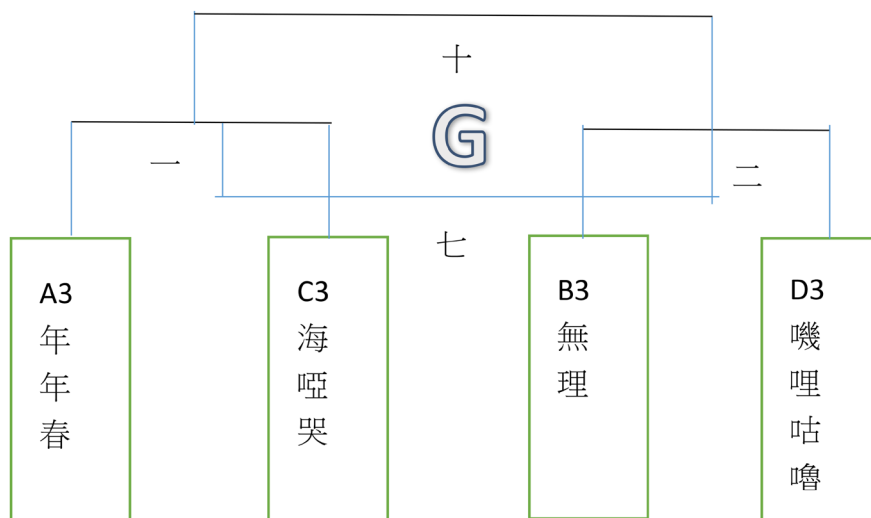 十
G
一
二
七
A3
年年春
C3
海啞哭
B3
無理
D3
嘰哩咕嚕